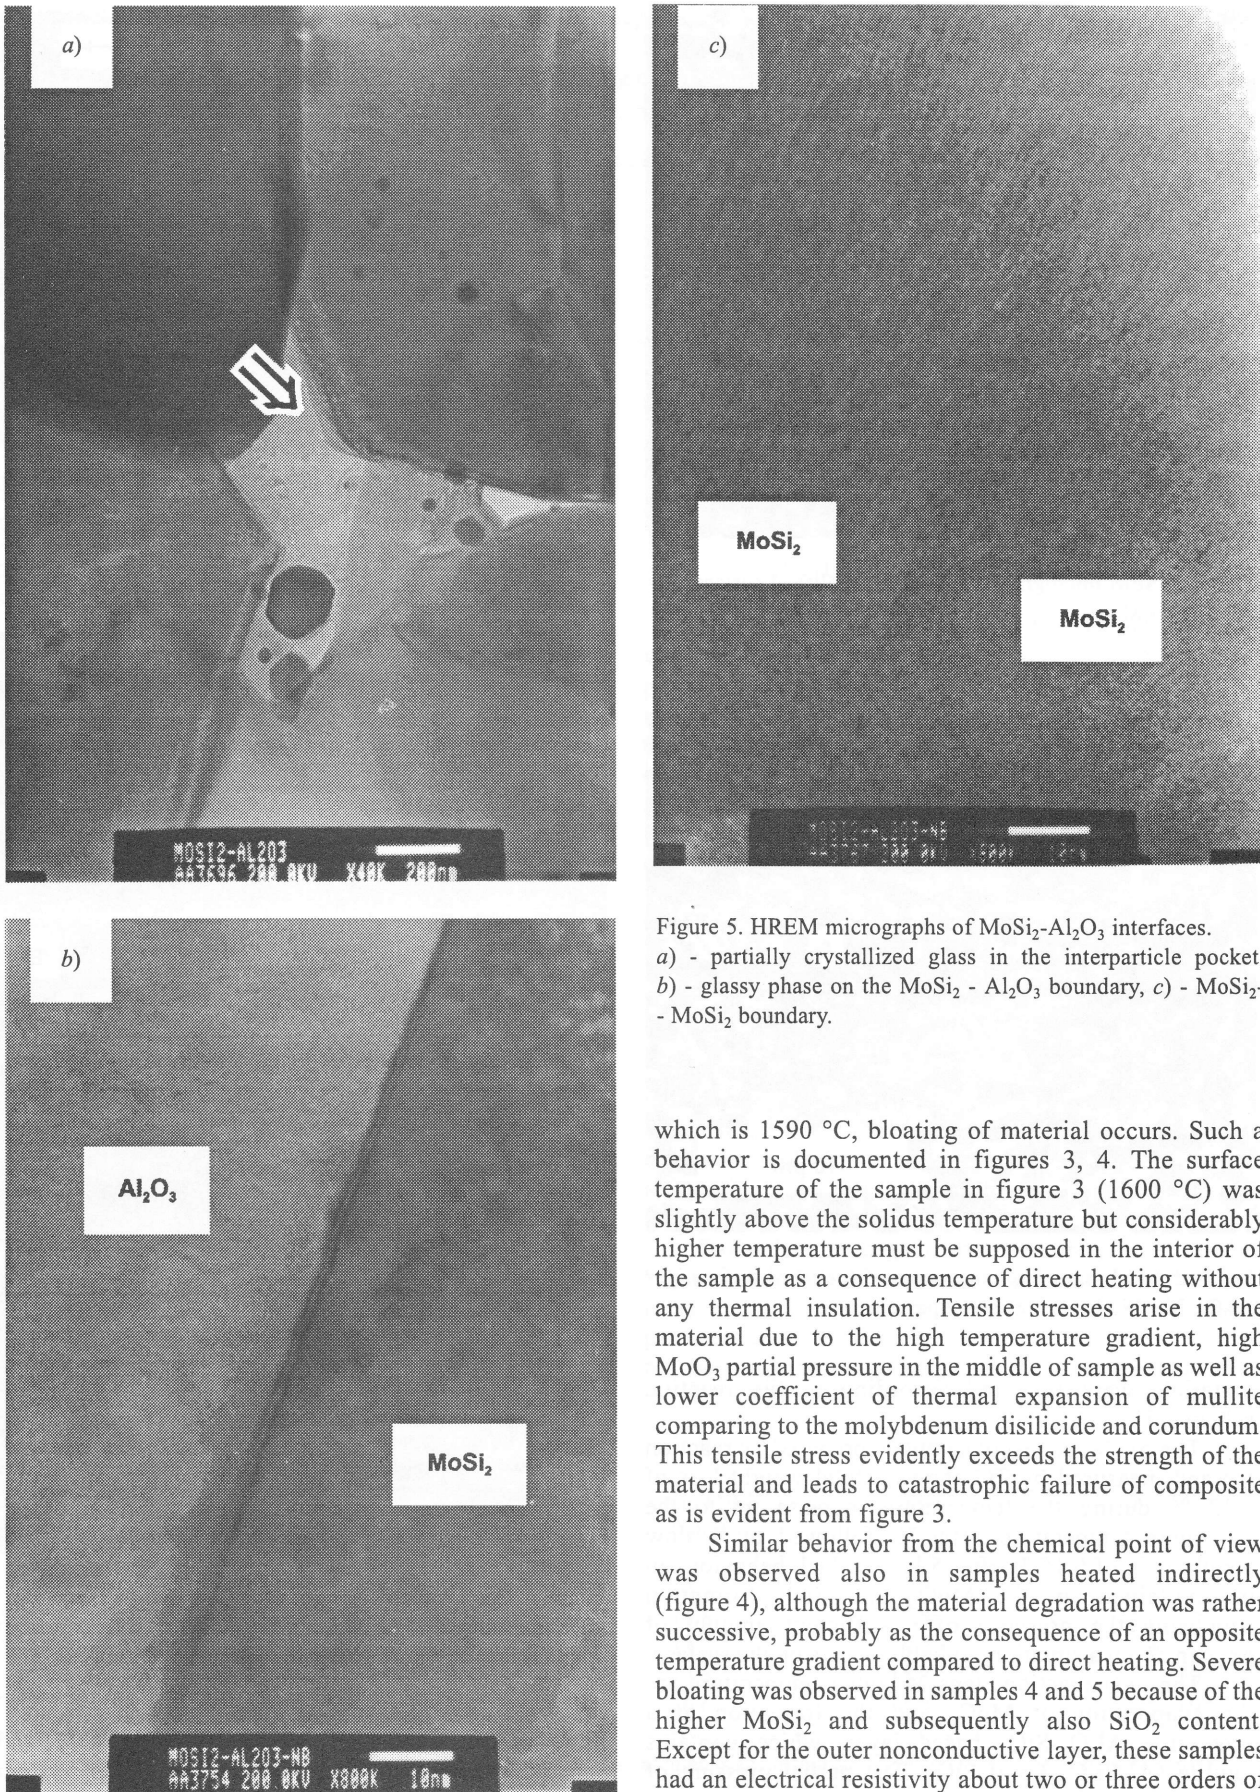 a)
MOSI2-AL203
AA3696 200.0KV X40K 200nm
b)
Al₂O₃
MoSi₂
MOSI2-AL203-NB
AA3754 200.0KV X800K 10nm
c)
MoSi₂
MoSi₂
MOSI2-AL203-NB
Figure 5. HREM micrographs of MoSi₂-Al₂O₃ interfaces.
a) - partially crystallized glass in the interparticle pocket
b) - glassy phase on the MoSi₂ - Al₂O₃ boundary, c) - MoSi₂-
- MoSi₂ boundary.
which is 1590 °C, bloating of material occurs. Such a
behavior is documented in figures 3, 4. The surface
temperature of the sample in figure 3 (1600 °C) was
slightly above the solidus temperature but considerably
higher temperature must be supposed in the interior of
the sample as a consequence of direct heating without
any thermal insulation. Tensile stresses arise in the
material due to the high temperature gradient, high
MoO₃ partial pressure in the middle of sample as well as
lower coefficient of thermal expansion of mullite
comparing to the molybdenum disilicide and corundum
This tensile stress evidently exceeds the strength of the
material and leads to catastrophic failure of composite
as is evident from figure 3.
Similar behavior from the chemical point of view
was observed also in samples heated indirectly
(figure 4), although the material degradation was rather
successive, probably as the consequence of an opposite
temperature gradient compared to direct heating. Severe
bloating was observed in samples 4 and 5 because of the
higher MoSi₂ and subsequently also SiO₂ content
Except for the outer nonconductive layer, these samples
had an electrical resistivity about two or three orders of